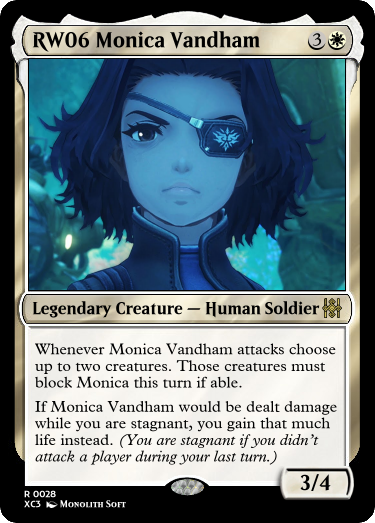 RW06 Monica Vandham 3
Legendary Creature — Human Soldier
Whenever Monica Vandham attacks choose
up to two creatures. Those creatures must
block Monica this turn if able.
If Monica Vandham would be dealt damage
while you are stagnant, you gain that much
life instead. (You are stagnant if you didn't
attack a player during your last turn.)
3/4
R 0028
XC3 Monolith Soft